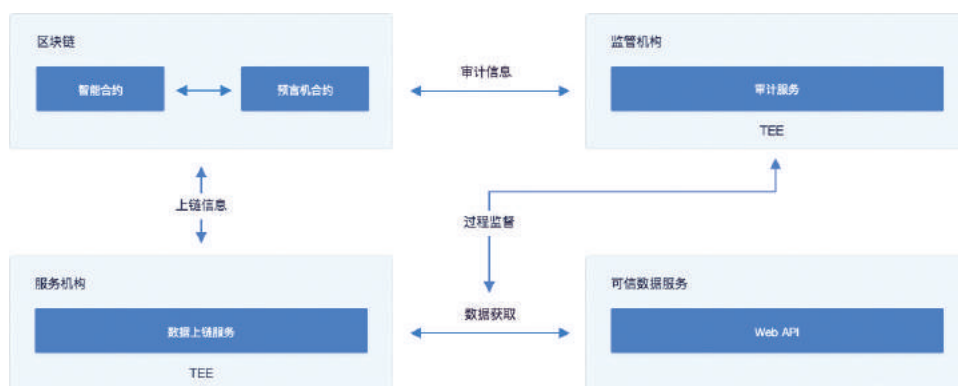 区块链
监管机构
智能合约
预言机合约
审计信息
审计服务
TEE
上链信息
过程监督
服务机构
可信数据服务
数据获取
数据上链服务
Web API
TEE